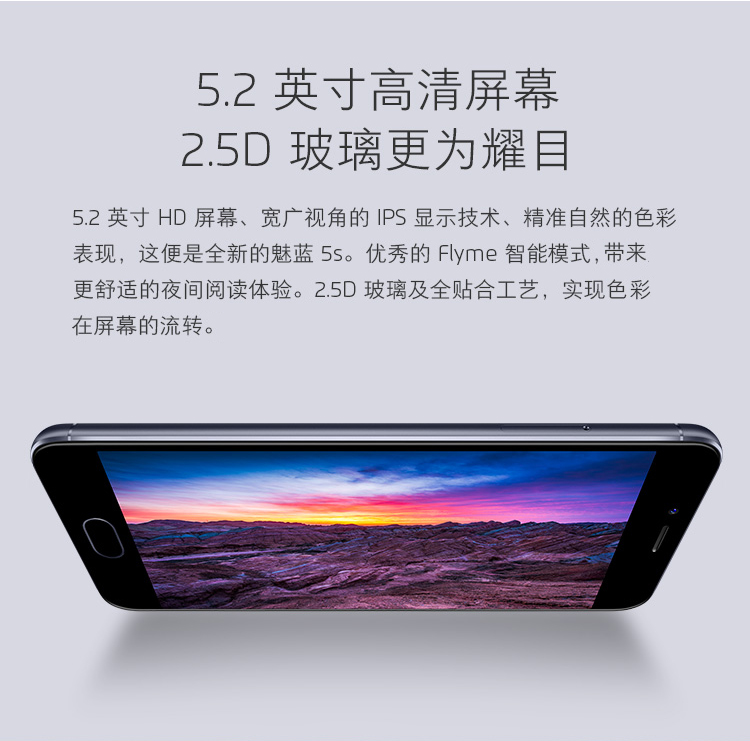 5.2 英寸高清屏幕
2.5D 玻璃更为耀目
5.2 英寸 HD 屏幕、宽广视角的 IPS 显示技术、精准自然的色彩
表现，这便是全新的魅蓝 5s。优秀的 Flyme 智能模式，带来
更舒适的夜间阅读体验。2.5D 玻璃及全贴合工艺，实现色彩
在屏幕的流转。